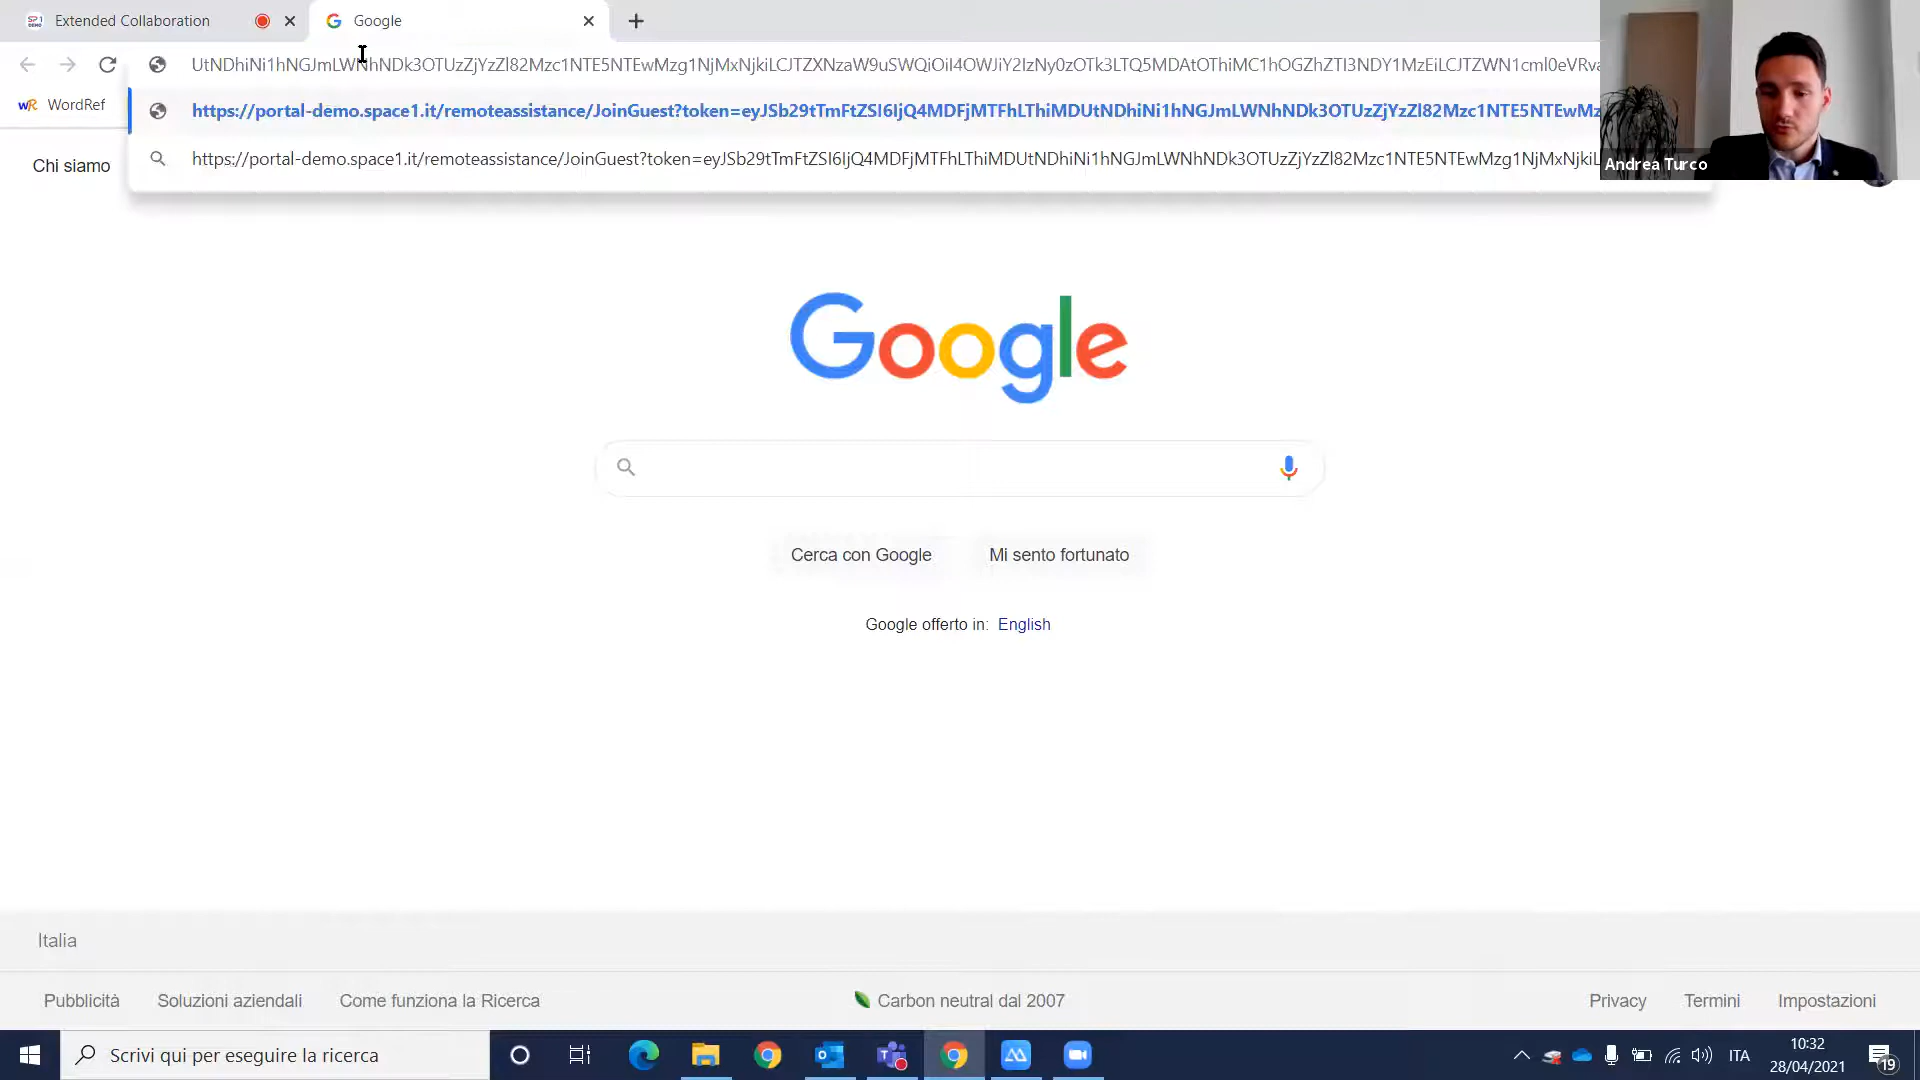 SP1 DEMO
Extended Collaboration
Google
UtNDhiNi1hNGJmLWNhNDk3OTUzZjYzZl82Mzc1NTE5NTEwMzg1NjMxNjkiLCJTZXNzaW9uSWQiOiI4OWJiY2IzNy0zOTk3LTQ5MDAtOThiMC1hOGZhZTI3NDY1MzEiLCJTZWN1cml0eVRva
wR WordRef
https://portal-demo.space1.it/remoteassistance/JoinGuest?token=eyJSb29tTmFtZSI6IjQ4MDFjMTFhLThiMDUtNDhiNi1hNGJmLWNhNDk3OTUzZjYzZl82Mzc1NTE5NTEwMz
Chi siamo
https://portal-demo.space1.it/remoteassistance/JoinGuest?token=eyJSb29tTmFtZSI6IjQ4MDFjMTFhLThiMDUtNDhiNi1hNGJmLWNhNDk3OTUzZjYzZl82Mzc1NTE5NTEwMzg1NjMxNjkiL
Andrea Turco
Google
Cerca con Google
Mi sento fortunato
Google offerto in: English
Italia
Pubblicità
Soluzioni aziendali
Come funziona la Ricerca
Carbon neutral dal 2007
Privacy
Termini
Impostazioni
Scrivi qui per eseguire la ricerca
ITA
10:32
28/04/2021
19